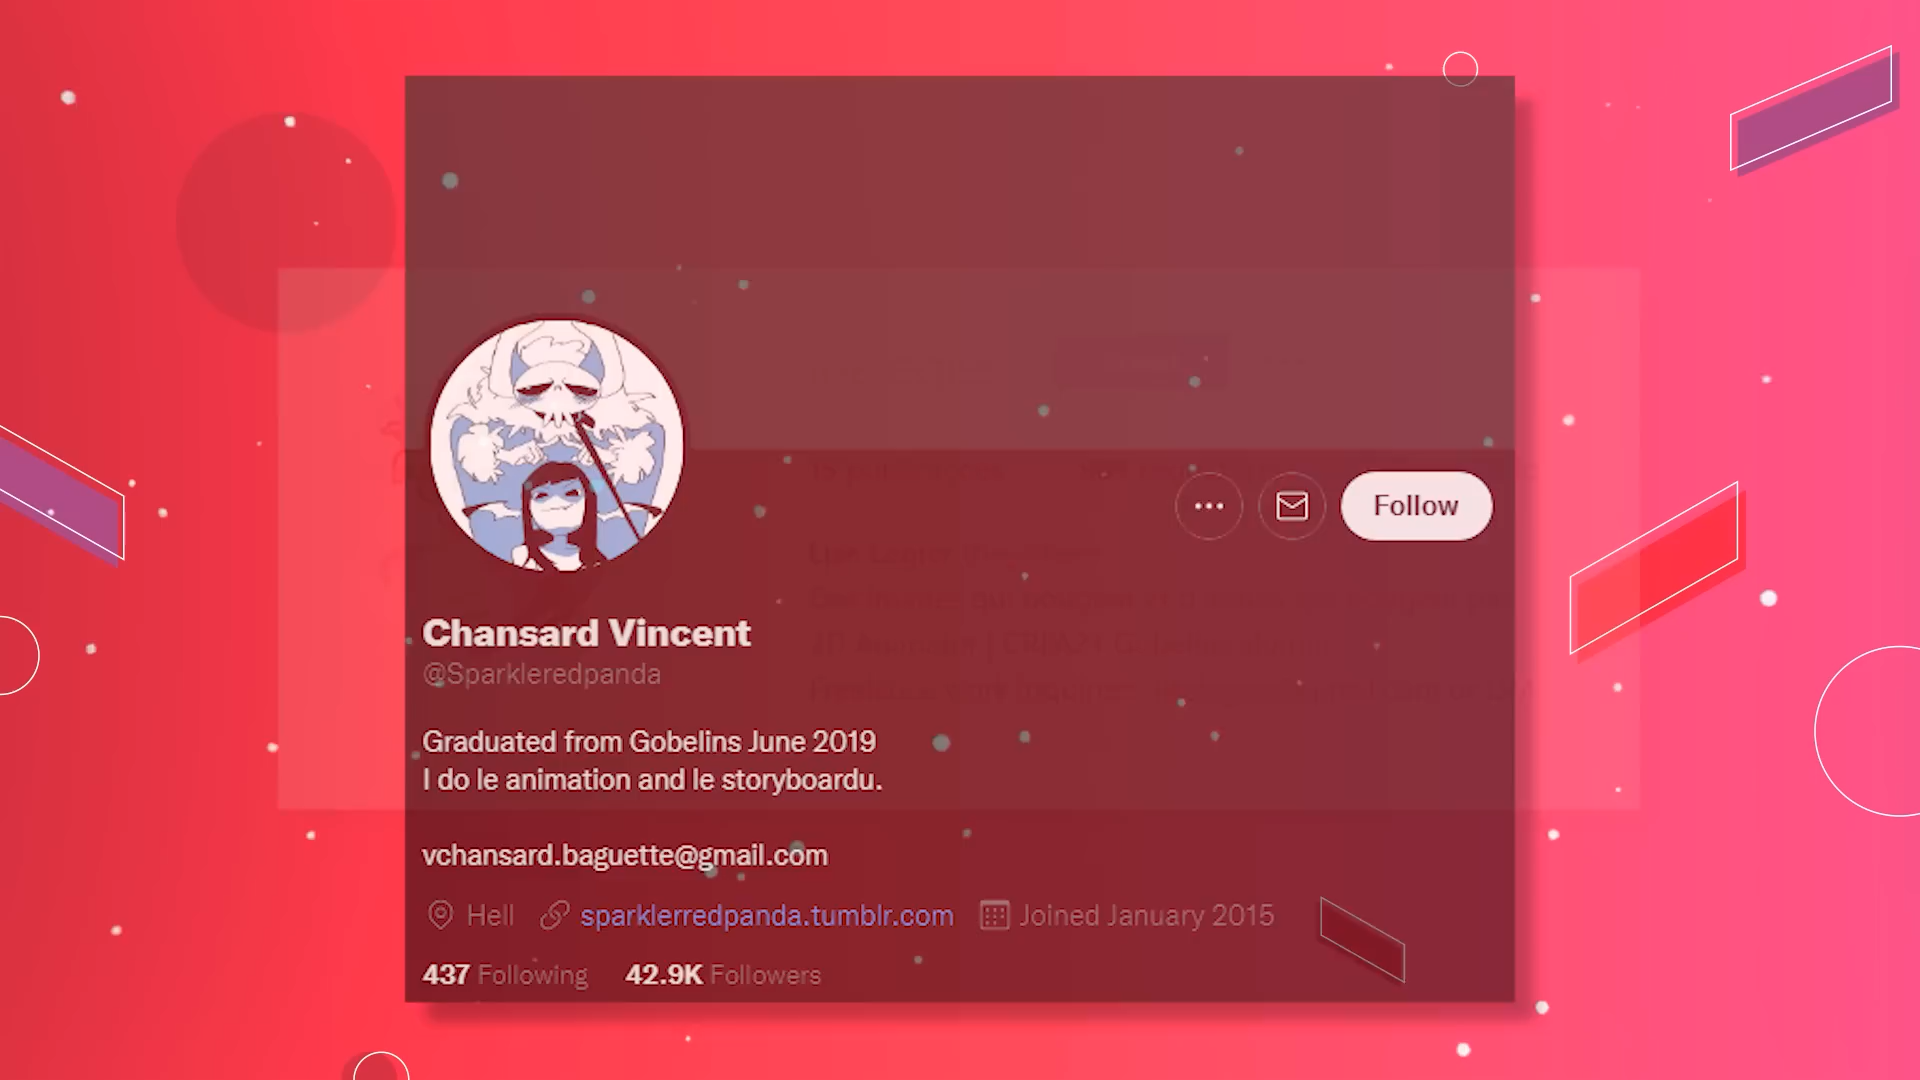 Follow
Chansard Vincent
@Sparkleredpanda
Graduated from Gobelins June 2019
I do le animation and le storyboardu.
vchansard.baguette@gmail.com
Hell sparklerredpanda.tumblr.com Joined January 2015
437 Following 42.9K Followers